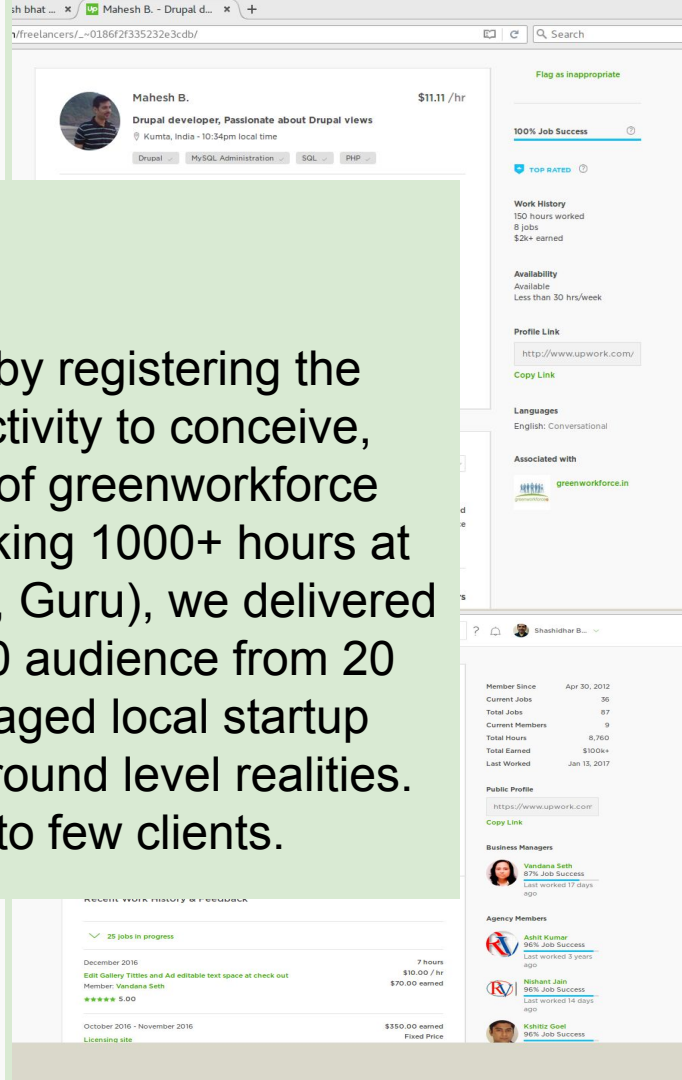 sh bhat ...
Mahesh B. - Drupal d...
/freelancers/_~0186f2f335232e3cdb/
Search
Flag as inappropriate
Mahesh B.
$11.11 /hr
Drupal developer, Passionate about Drupal views
Kumta, India - 10:34pm local time
Drupal
MySQL Administration
SQL
PHP
100% Job Success
TOP RATED
Work History
150 hours worked
8 jobs
$2k+ earned
Availability
Available
Less than 30 hrs/week
Profile Link
http://www.upwork.com/
Copy Link
Languages
English: Conversational
Associated with
greenworkforce.in
by registering the
ctivity to conceive,
of greenworkforce
king 1000+ hours at
, Guru), we delivered
0 audience from 20
aged local startup
round level realities.
to few clients.
Shashidhar B...
Member Since Apr 30, 2012
Current Jobs 36
Total Jobs 87
Current Members 9
Total Hours 8,760
Total Earned $100k+
Last Worked Jan 13, 2017
Public Profile
https://www.upwork.com
Copy Link
Business Managers
Vandana Seth
87% Job Success
Last worked 17 days
ago
Agency Members
Ashit Kumar
96% Job Success
Last worked 3 years
ago
Nishant Jain
96% Job Success
Last worked 14 days
ago
Kshitiz Goel
96% Job Success
Recent Work History & Feedback
25 jobs in progress
December 2016
7 hours
Edit Gallery Tittles and Ad editable text space at check out
$10.00 / hr
Member: Vandana Seth
$70.00 earned
5.00
October 2016 - November 2016
$350.00 earned
Licensing site
Fixed Price